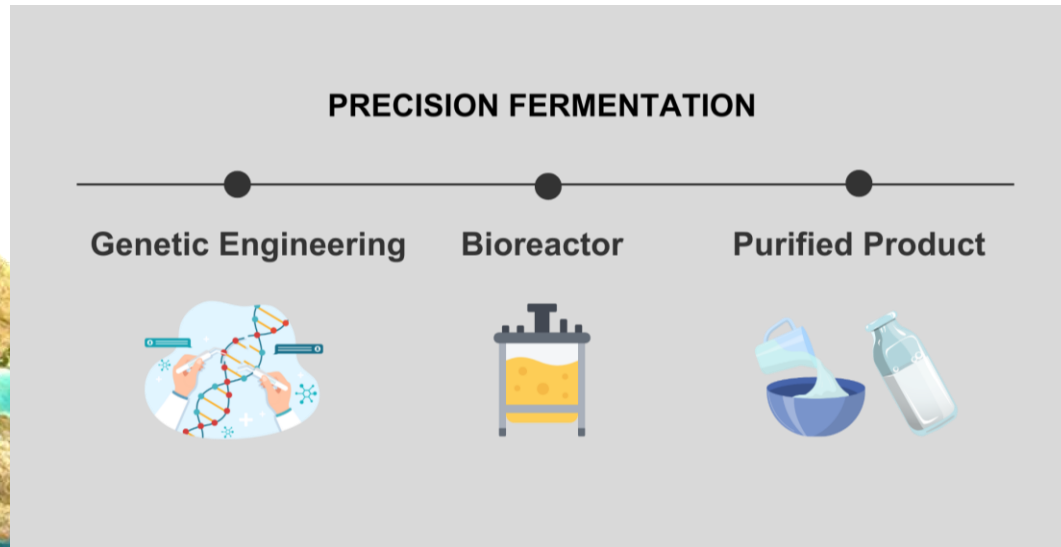 PRECISION FERMENTATION
Genetic Engineering
Bioreactor
Purified Product